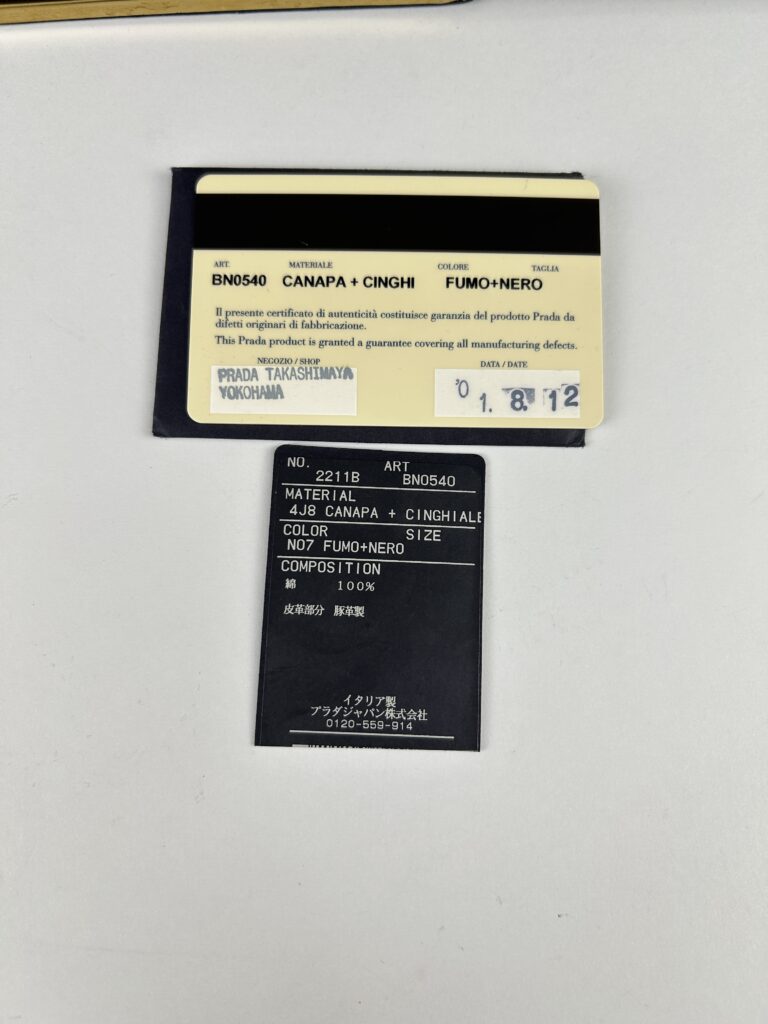 ART. MATERIALE COLORE TAGLIA
BN0540 CANAPA + CINGHI FUMO+NERO
Il presente certificato di autenticità costituisce garanzia del prodotto Prada da
difetti originari di fabbricazione.
This Prada product is granted a guarantee covering all manufacturing defects.
NEGOZIO / SHOP DATA / DATE
PRADA TAKASHIMAYA
YOKOHAMA
'0 1. 8. 12
NO. ART
2211B BN0540
MATERIAL
4J8 CANAPA + CINGHIALE
COLOR SIZE
N07 FUMO+NERO
COMPOSITION
綿 100%
皮革部分 豚革製
イタリア製
プラダジャパン株式会社
0120-559-914